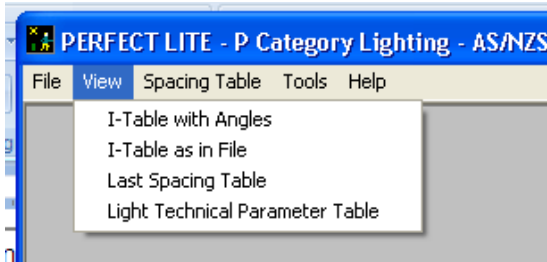 PERFECT LITE - P Category Lighting - AS/NZS
File View Spacing Table Tools Help
I-Table with Angles
I-Table as in File
Last Spacing Table
Light Technical Parameter Table